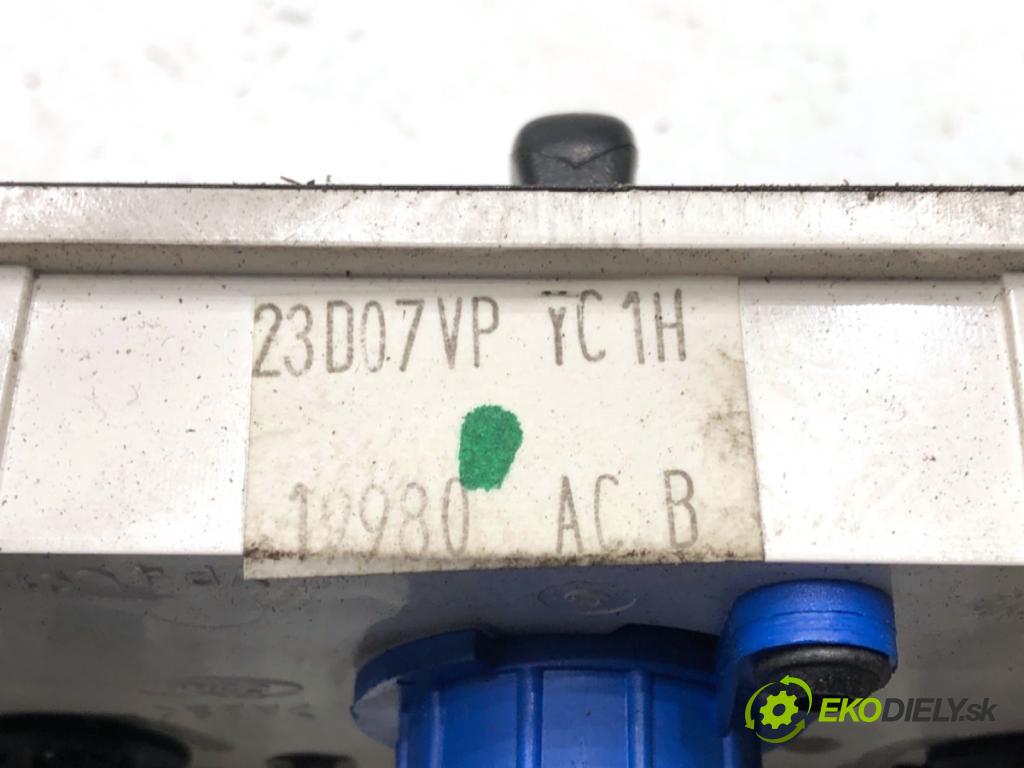 23D07VP YC1H
19980 AC B
EKODIELY.sk